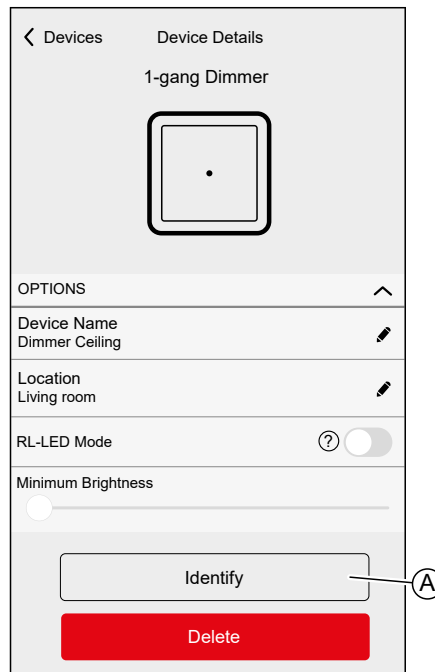 Devices
Device Details
1-gang Dimmer
OPTIONS
Device Name
Dimmer Ceiling
Location
Living room
RL-LED Mode
?
Minimum Brightness
Identify
A
Delete